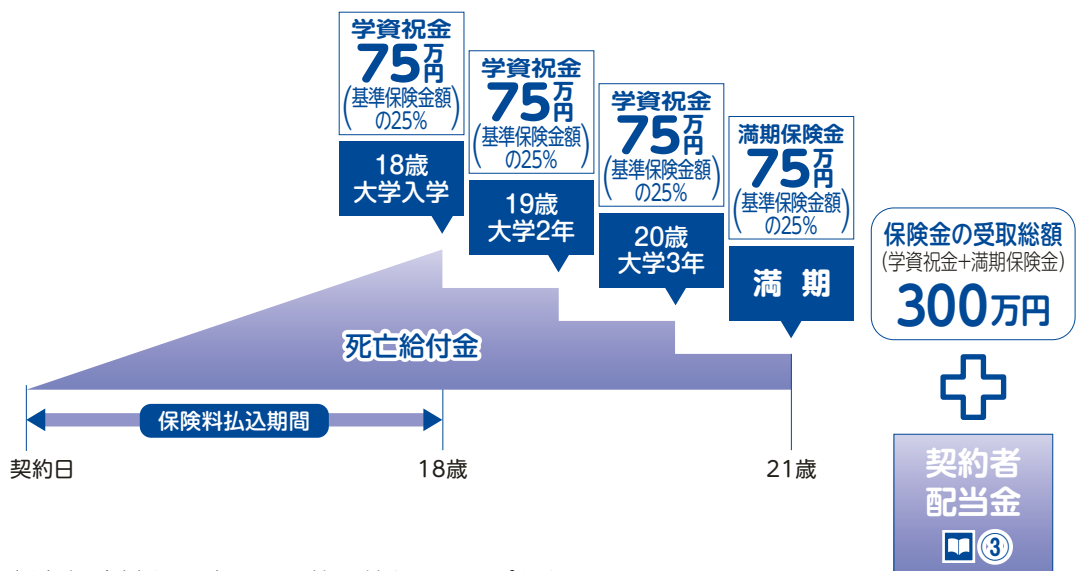 学資祝金
75万円
(基準保険金額
の25%)
18歳
大学入学
学資祝金
75万円
(基準保険金額
の25%)
19歳
大学2年
学資祝金
75万円
(基準保険金額
の25%)
20歳
大学3年
満期保険金
75万円
(基準保険金額
の25%)
満 期
保険金の受取総額
(学資祝金+満期保険金)
300万円
契約者
配当金
③
死亡給付金
保険料払込期間
契約日
18歳
21歳